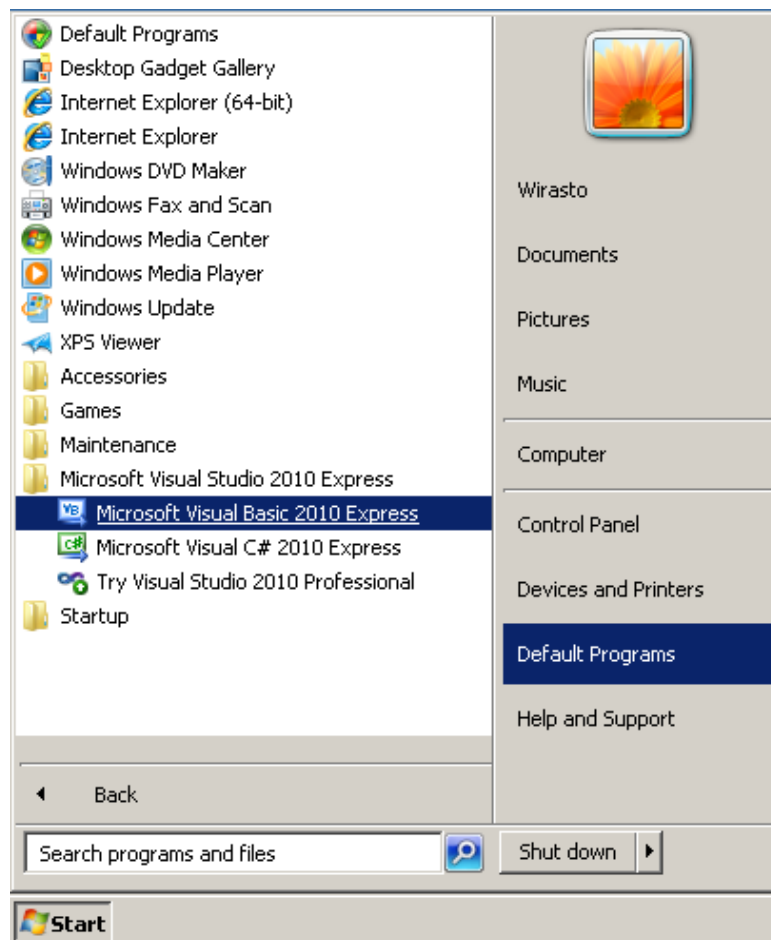 Default Programs
Desktop Gadget Gallery
Internet Explorer (64-bit)
Internet Explorer
Windows DVD Maker
Windows Fax and Scan
Windows Media Center
Windows Media Player
Windows Update
XPS Viewer
Accessories
Games
Maintenance
Microsoft Visual Studio 2010 Express
VB Microsoft Visual Basic 2010 Express
C# Microsoft Visual C# 2010 Express
Try Visual Studio 2010 Professional
Startup
Back
Search programs and files
Wirasto
Documents
Pictures
Music
Computer
Control Panel
Devices and Printers
Default Programs
Help and Support
Shut down
Start